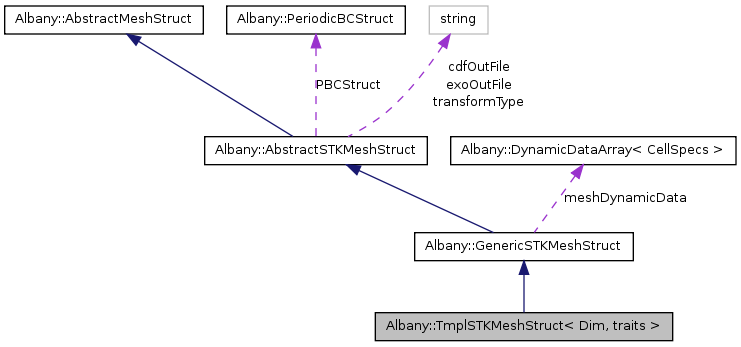 Albany::AbstractMeshStruct
Albany::PeriodicBCStruct
string
PBCStruct
cdfOutFile
exoOutFile
transformType
Albany::AbstractSTKMeshStruct
Albany::DynamicDataArray< CellSpecs >
meshDynamicData
Albany::GenericSTKMeshStruct
Albany::TmplSTKMeshStruct< Dim, traits >